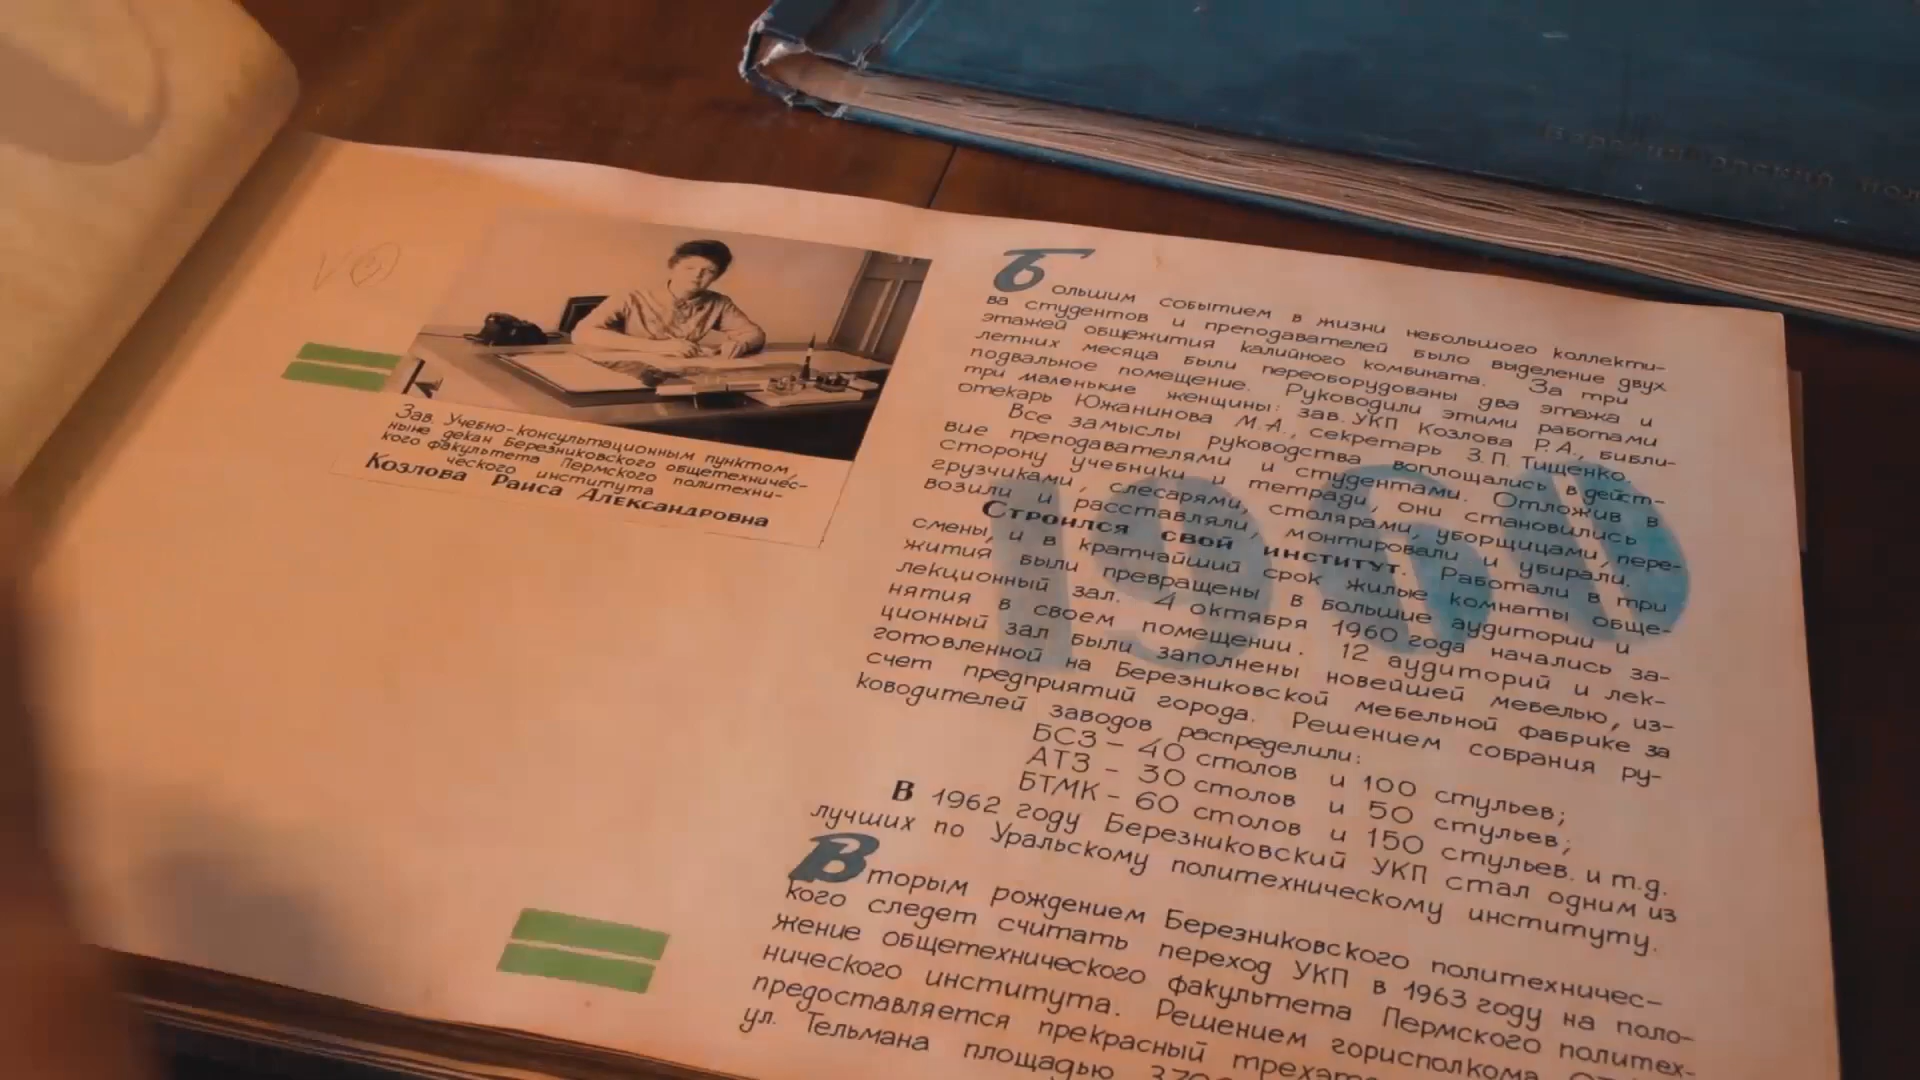 Зав. Учебно-консультационным пунктом,
ныне декан Березниковского общетехничес-
кого факультета Пермского политехни-
ческого института
Козлова Раиса Александровна
1960
Большим событием в жизни небольшого коллекти-
ва студентов и преподавателей было выделение двух
этажей общежития калийного комбината. За три
летних месяца были переоборудованы два этажа и
подвальное помещение. Руководили этими работами
три маленькие женщины: зав. УКП Козлова Р.А., библи-
отекарь Южанинова М.А., секретарь З.П. Тищенко.
Все замыслы руководства воплощались в дейст-
вие преподавателями и студентами. Отложив в
сторону учебники и тетради, они становились
грузчиками, слесарями, столярами, уборщицами, пере-
возили и расставляли, монтировали и убирали.
Строился свой институт. Работали в три
смены, и в кратчайший срок жилые комнаты обще-
жития были превращены в большие аудитории и
лекционный зал. 4 октября 1960 года начались за-
нятия в своем помещении. 12 аудиторий и лек-
ционный зал были заполнены новейшей мебелью, из-
готовленной на Березниковской мебельной фабрике за
счет предприятий города. Решением собрания ру-
ководителей заводов распределили:
БСЗ - 40 столов и 100 стульев;
АТЗ - 30 столов и 50 стульев;
БТМК - 60 столов и 150 стульев. и т.д.
В 1962 году Березниковский УКП стал одним из
лучших по Уральскому политехническому институту.
Вторым рождением Березниковского политехничес-
кого следет считать переход УКП в 1963 году на поло-
жение общетехнического факультета Пермского политех-
нического института. Решением горисполкома
предоставляется прекрасный
ул. Тельмана площадью